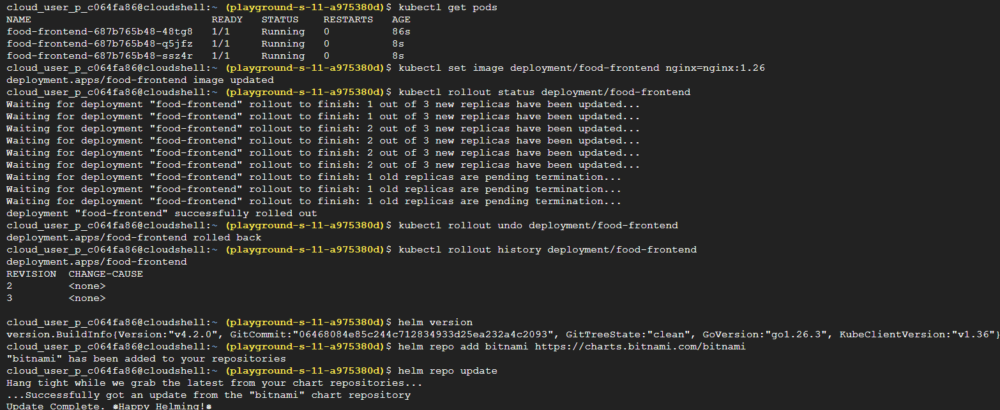 cloud_user_p_c064fa86@cloudshell:~ (playground-s-11-a975380d)$ kubectl get pods
NAME                             READY   STATUS    RESTARTS   AGE
food-frontend-687b765b48-48tg8   1/1     Running   0          86s
food-frontend-687b765b48-q5jfz   1/1     Running   0          8s
food-frontend-687b765b48-ssz4r   1/1     Running   0          8s
cloud_user_p_c064fa86@cloudshell:~ (playground-s-11-a975380d)$ kubectl set image deployment/food-frontend nginx=nginx:1.26
deployment.apps/food-frontend image updated
cloud_user_p_c064fa86@cloudshell:~ (playground-s-11-a975380d)$ kubectl rollout status deployment/food-frontend
Waiting for deployment "food-frontend" rollout to finish: 1 out of 3 new replicas have been updated...
Waiting for deployment "food-frontend" rollout to finish: 1 out of 3 new replicas have been updated...
Waiting for deployment "food-frontend" rollout to finish: 2 out of 3 new replicas have been updated...
Waiting for deployment "food-frontend" rollout to finish: 2 out of 3 new replicas have been updated...
Waiting for deployment "food-frontend" rollout to finish: 2 out of 3 new replicas have been updated...
Waiting for deployment "food-frontend" rollout to finish: 2 out of 3 new replicas have been updated...
Waiting for deployment "food-frontend" rollout to finish: 1 old replicas are pending termination...
Waiting for deployment "food-frontend" rollout to finish: 1 old replicas are pending termination...
Waiting for deployment "food-frontend" rollout to finish: 1 old replicas are pending termination...
deployment "food-frontend" successfully rolled out
cloud_user_p_c064fa86@cloudshell:~ (playground-s-11-a975380d)$ kubectl rollout undo deployment/food-frontend
deployment.apps/food-frontend rolled back
cloud_user_p_c064fa86@cloudshell:~ (playground-s-11-a975380d)$ kubectl rollout history deployment/food-frontend
deployment.apps/food-frontend
REVISION  CHANGE-CAUSE
2         <none>
3         <none>
cloud_user_p_c064fa86@cloudshell:~ (playground-s-11-a975380d)$ helm version
version.BuildInfo{Version:"v4.2.0", GitCommit:"06468084e85c244c712834933d25ea232a4c2093", GitTreeState:"clean", GoVersion:"go1.26.3", KubeClientVersion:"v1.36"}
cloud_user_p_c064fa86@cloudshell:~ (playground-s-11-a975380d)$ helm repo add bitnami https://charts.bitnami.com/bitnami
"bitnami" has been added to your repositories
cloud_user_p_c064fa86@cloudshell:~ (playground-s-11-a975380d)$ helm repo update
Hang tight while we grab the latest from your chart repositories...
...Successfully got an update from the "bitnami" chart repository
Update Complete. ⎈Happy Helming!⎈